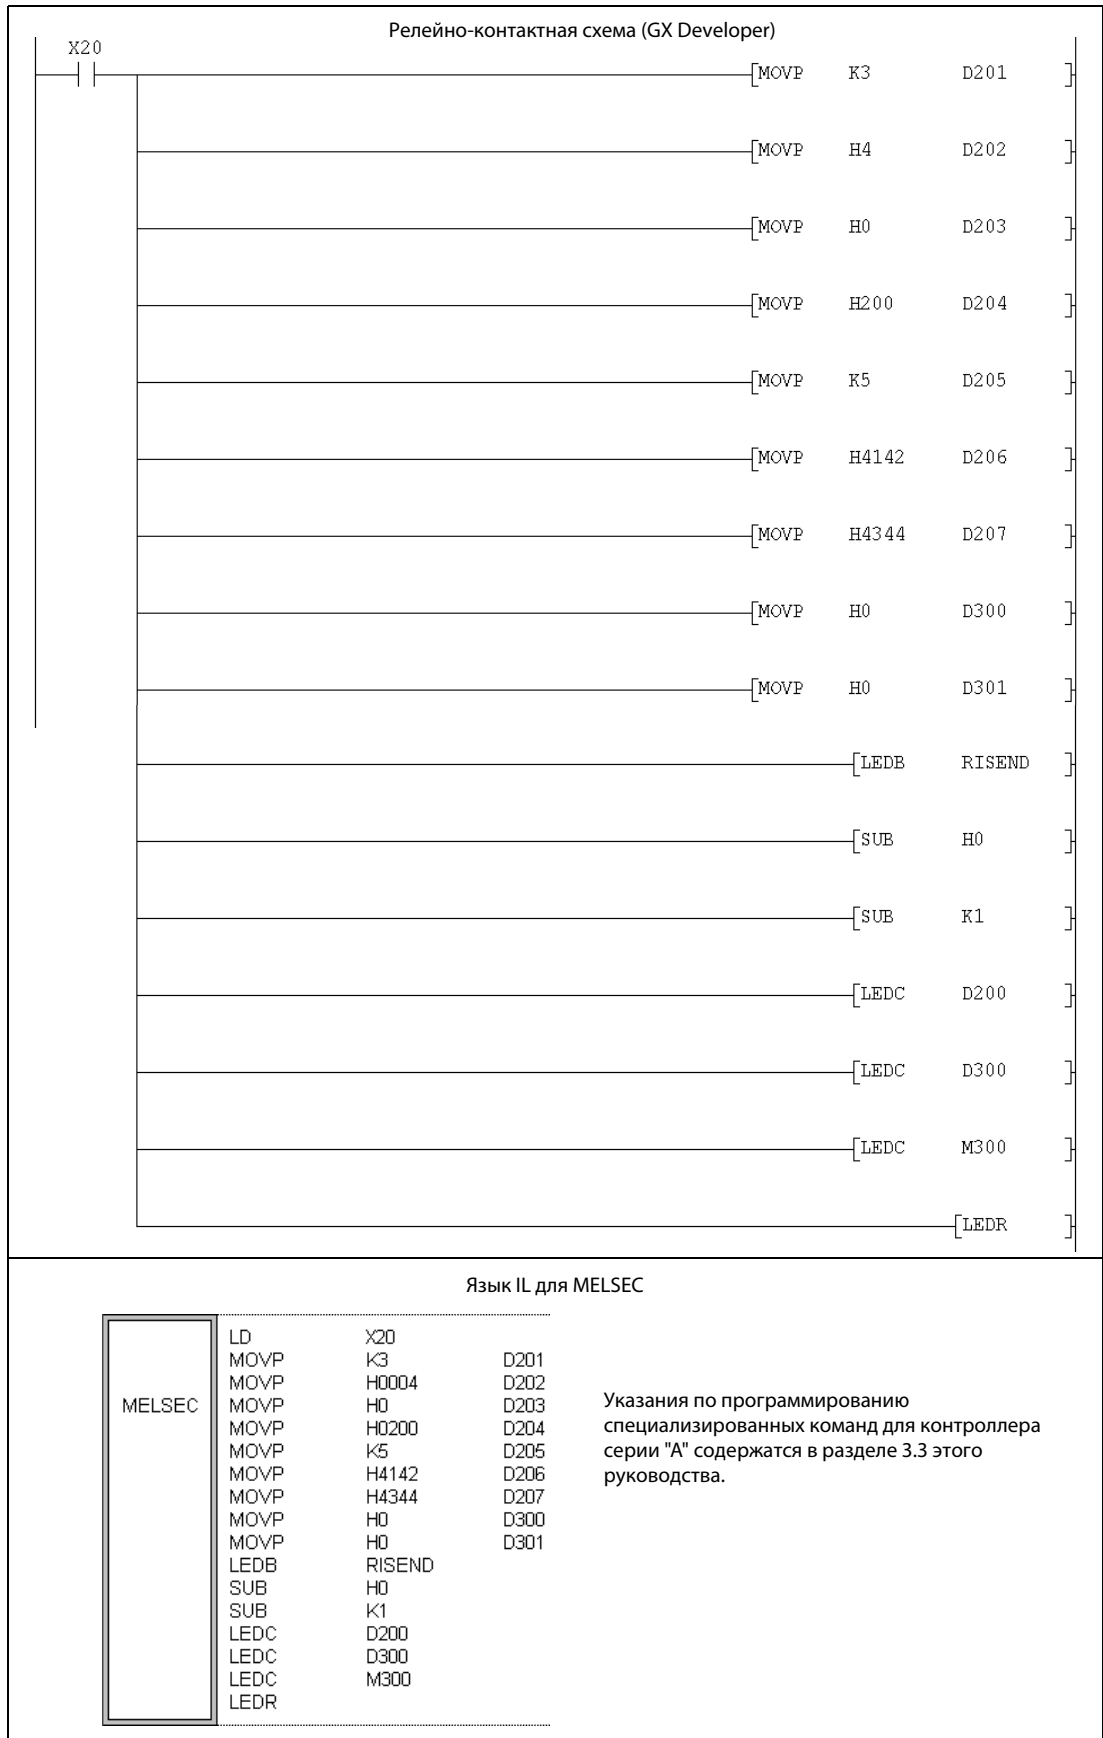 Релейно-контактная схема (GX Developer)
X20
[MOVP K3 D201 ]
[MOVP H4 D202 ]
[MOVP H0 D203 ]
[MOVP H200 D204 ]
[MOVP K5 D205 ]
[MOVP H4142 D206 ]
[MOVP H4344 D207 ]
[MOVP H0 D300 ]
[MOVP H0 D301 ]
[LEDB RISEND ]
[SUB H0 ]
[SUB K1 ]
[LEDC D200 ]
[LEDC D300 ]
[LEDC M300 ]
[LEDR ]
Язык IL для MELSEC
MELSEC
LD X20
MOVP K3 D201
MOVP H0004 D202
MOVP H0 D203
MOVP H0200 D204
MOVP K5 D205
MOVP H4142 D206
MOVP H4344 D207
MOVP H0 D300
MOVP H0 D301
LEDB RISEND
SUB H0
SUB K1
LEDC D200
LEDC D300
LEDC M300
LEDR
Указания по программированию
специализированных команд для контроллера
серии "А" содержатся в разделе 3.3 этого
руководства.